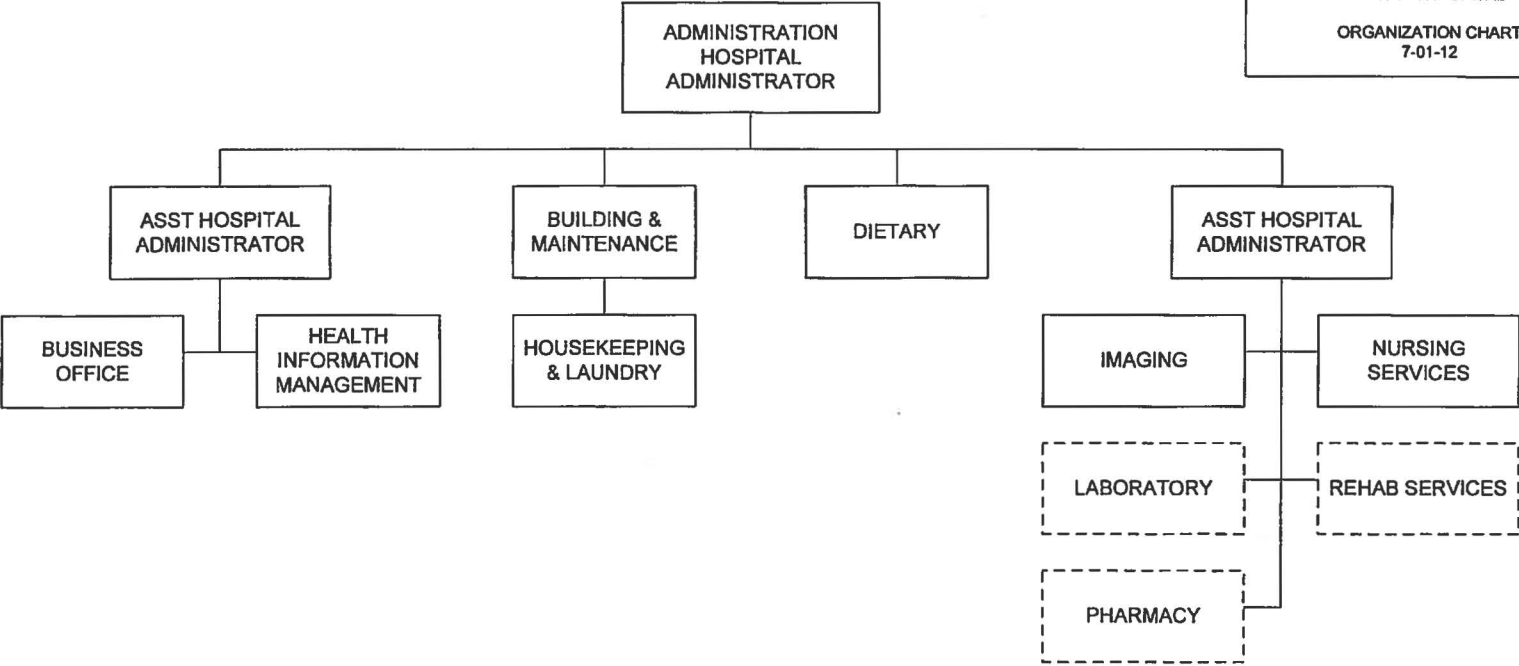 ADMINISTRATION
HOSPITAL
ADMINISTRATOR
ORGANIZATION CHART
7-01-12
ASST HOSPITAL
ADMINISTRATOR
BUILDING &
MAINTENANCE
DIETARY
ASST HOSPITAL
ADMINISTRATOR
BUSINESS
OFFICE
HEALTH
INFORMATION
MANAGEMENT
HOUSEKEEPING
& LAUNDRY
IMAGING
NURSING
SERVICES
LABORATORY
REHAB SERVICES
PHARMACY